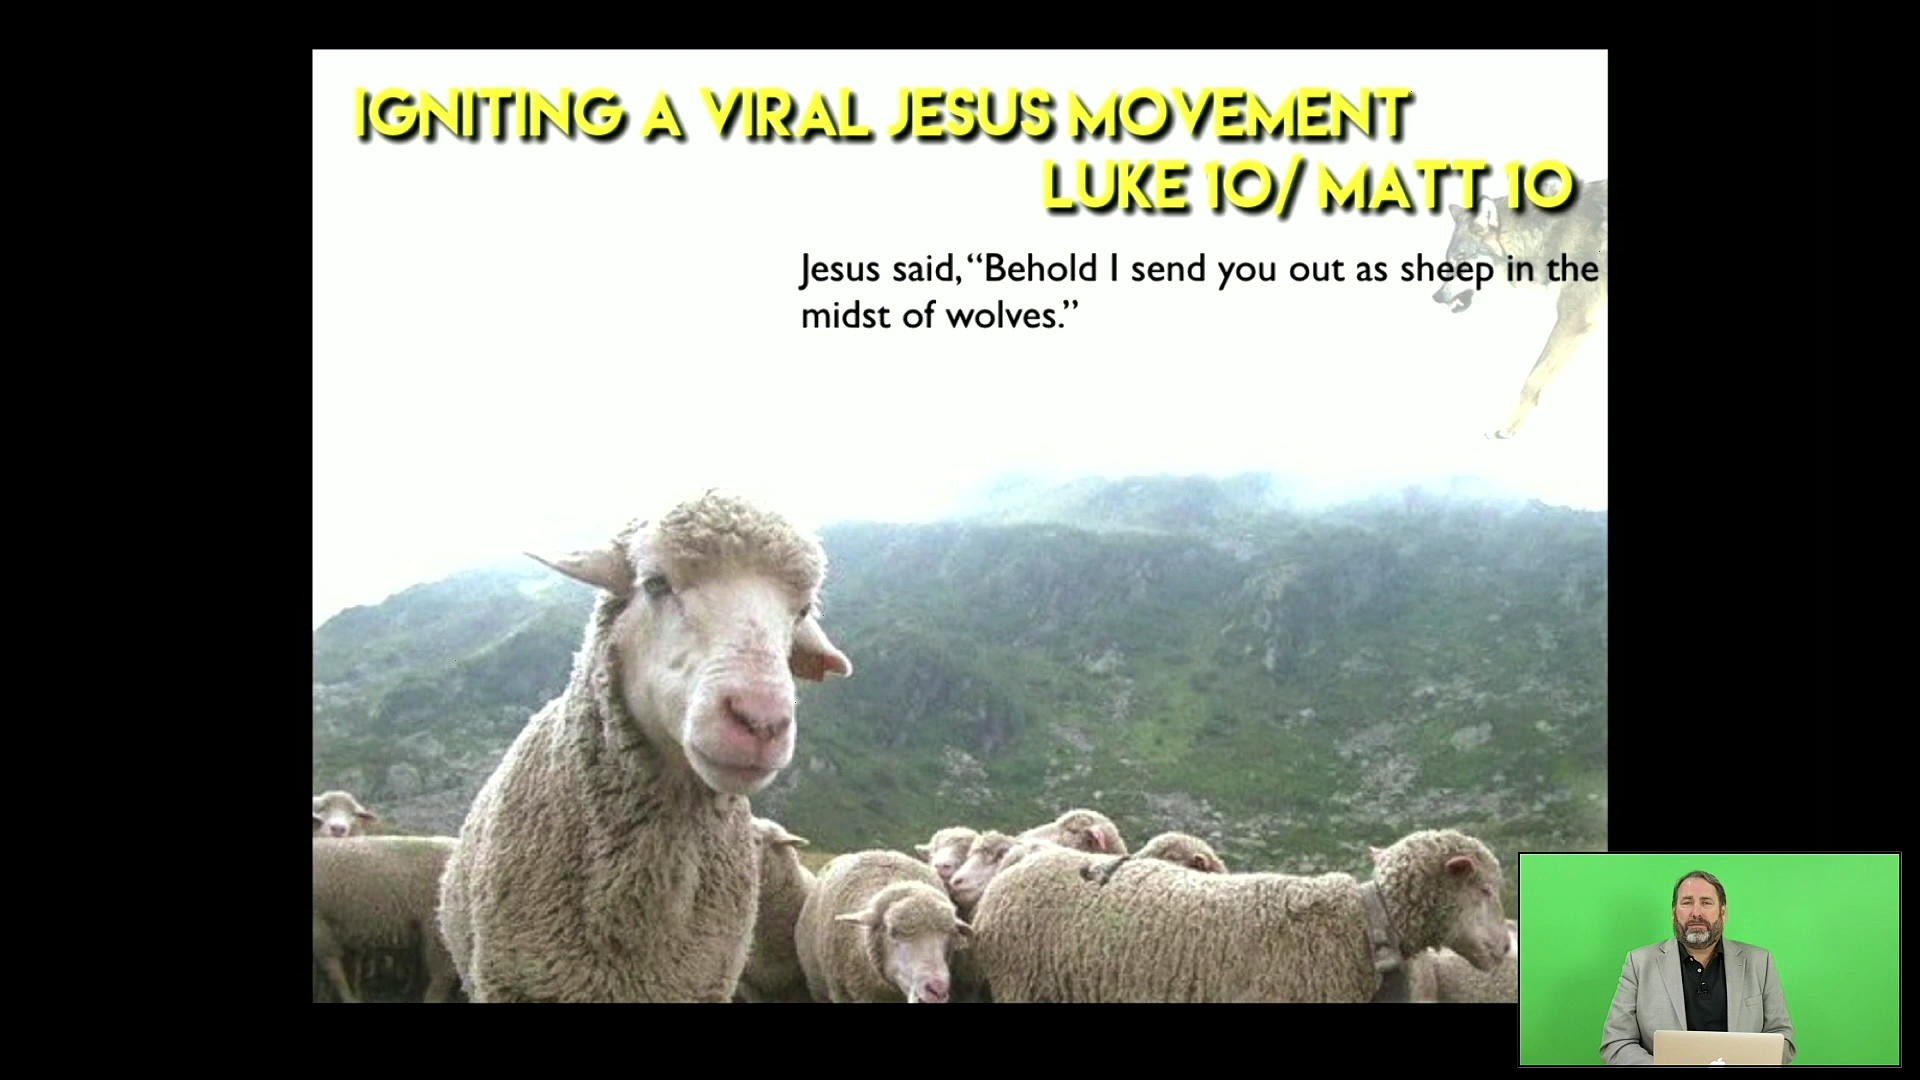 IGNITING A VIRAL JESUS MOVEMENT
LUKE 10/ MATT 10
Jesus said, “Behold I send you out as sheep in the
midst of wolves.”